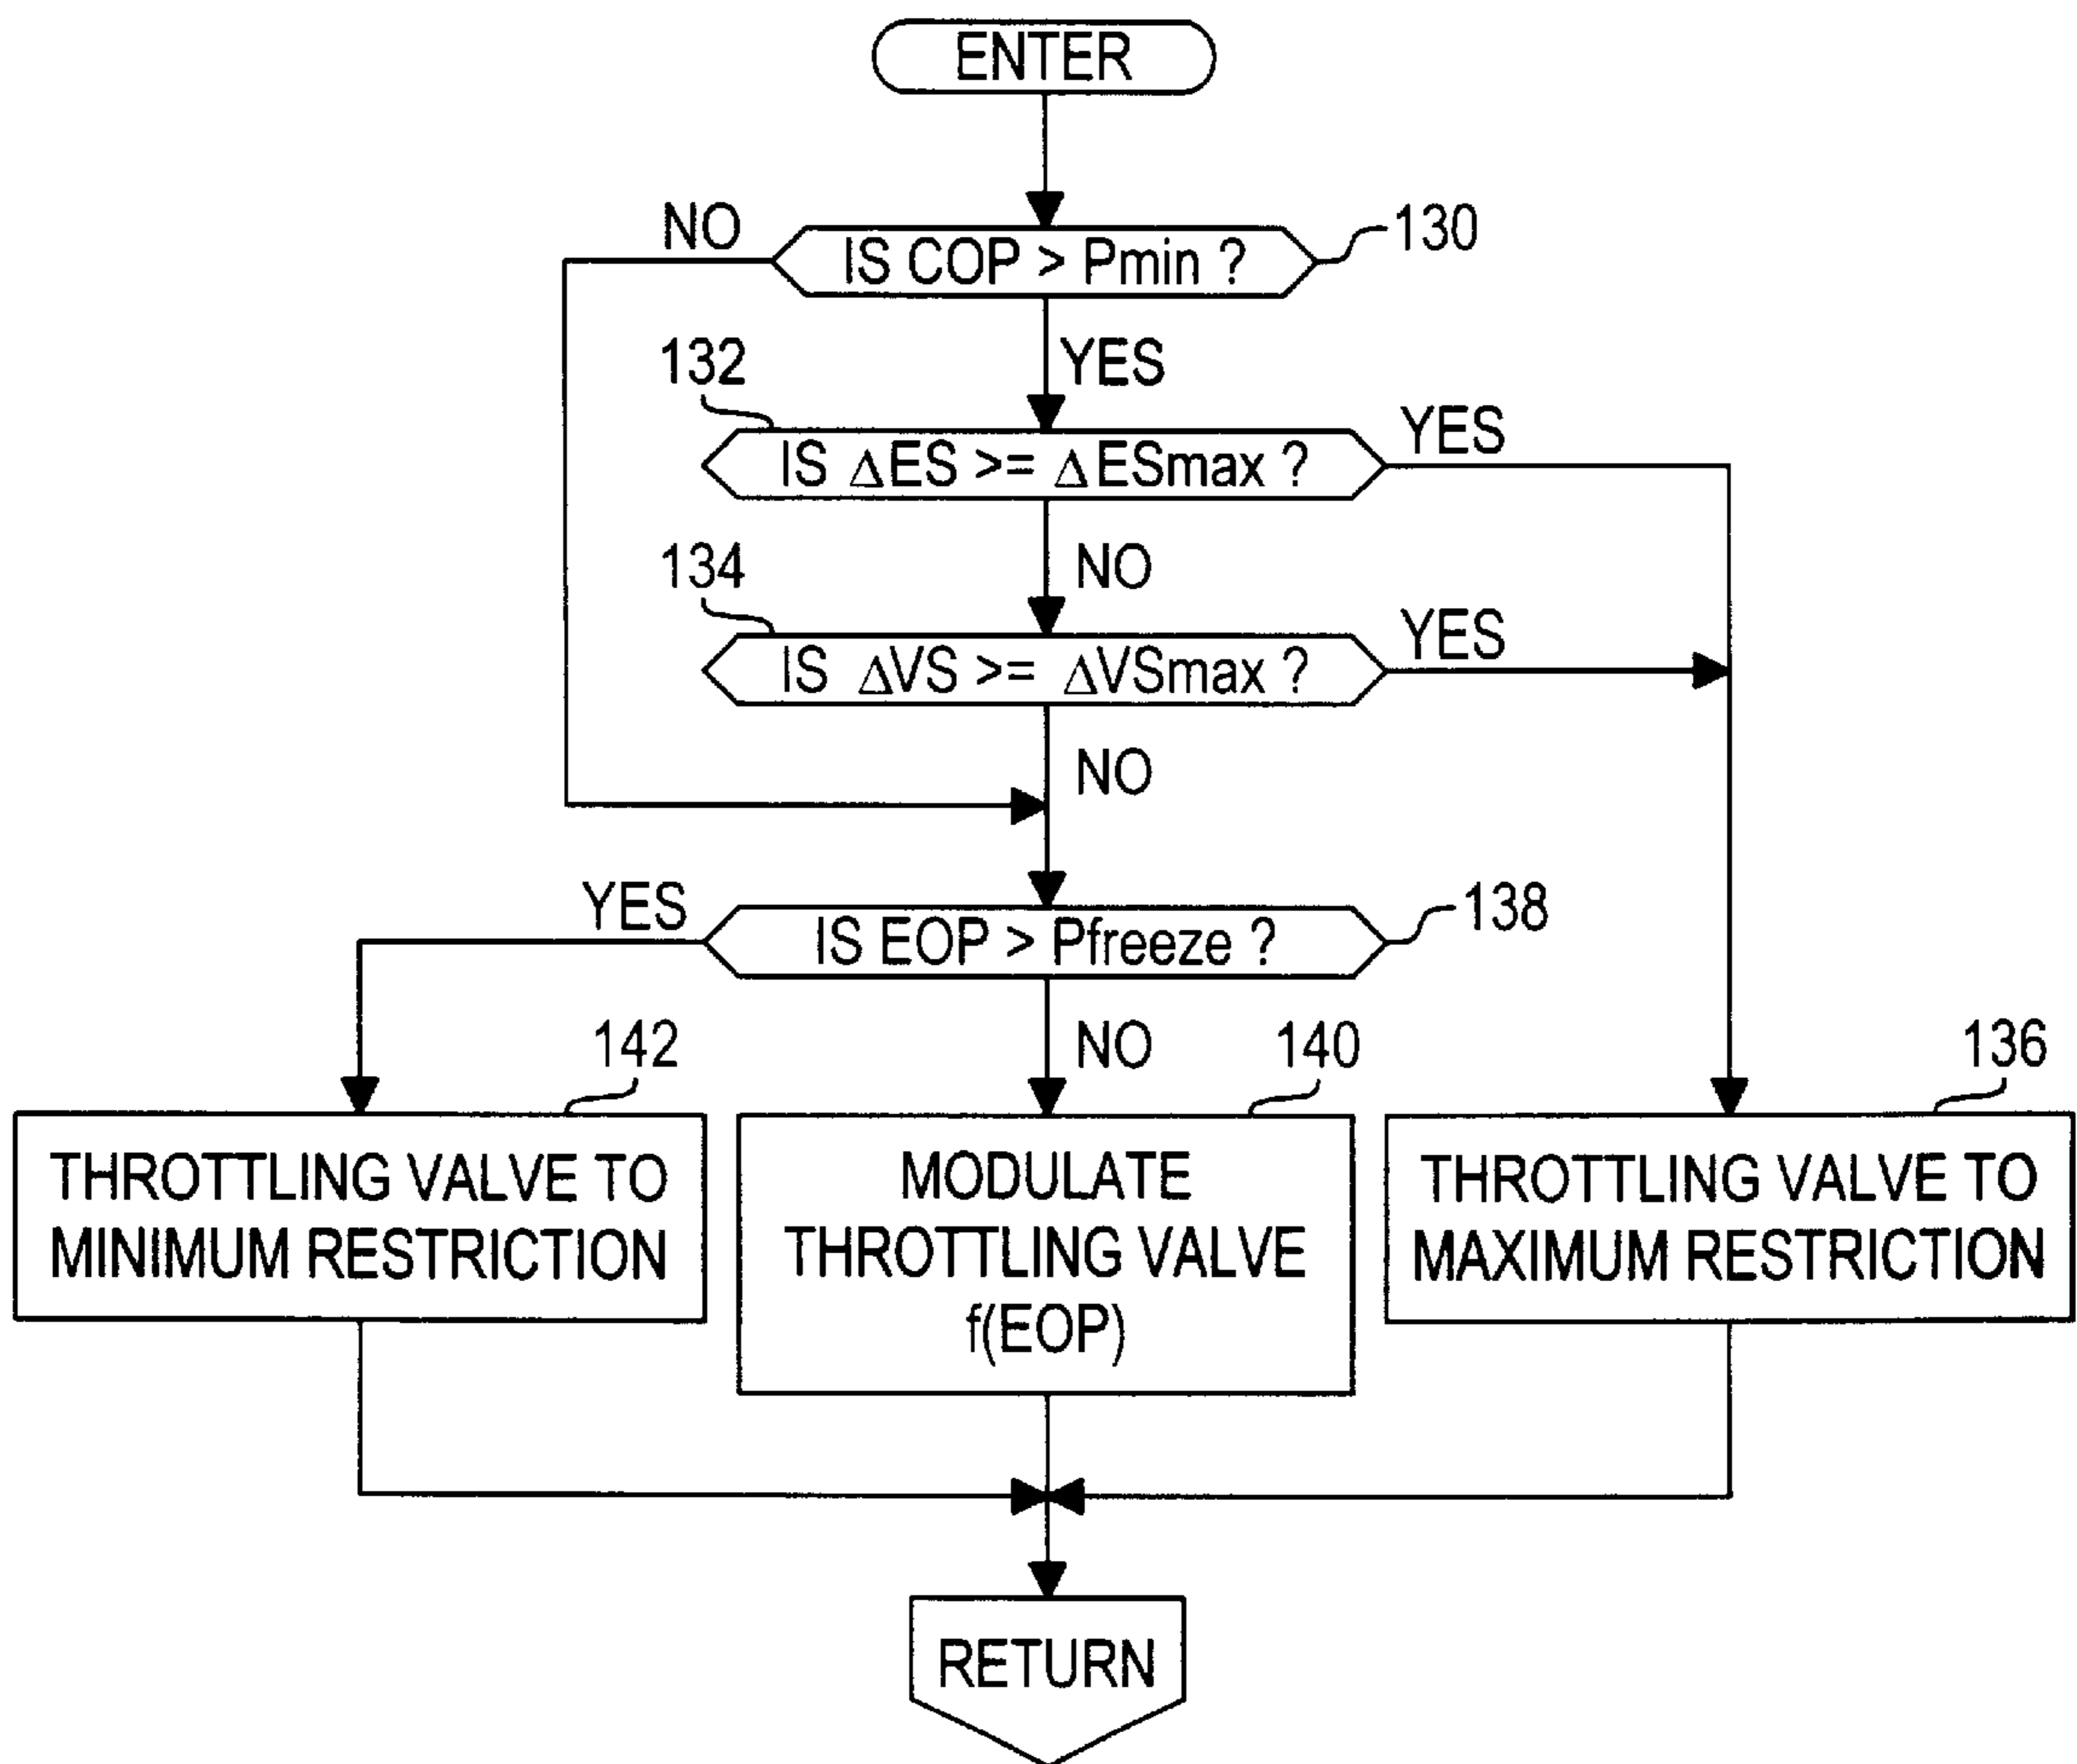 ENTER
NO
IS COP > Pmin ?
130
YES
132
IS ΔES >= ΔESmax ?
YES
NO
134
IS ΔVS >= ΔVSmax ?
YES
NO
YES
IS EOP > Pfreeze ?
138
NO
142
140
136
THROTTLING VALVE TO
MINIMUM RESTRICTION
MODULATE
THROTTLING VALVE
f(EOP)
THROTTLING VALVE TO
MAXIMUM RESTRICTION
RETURN